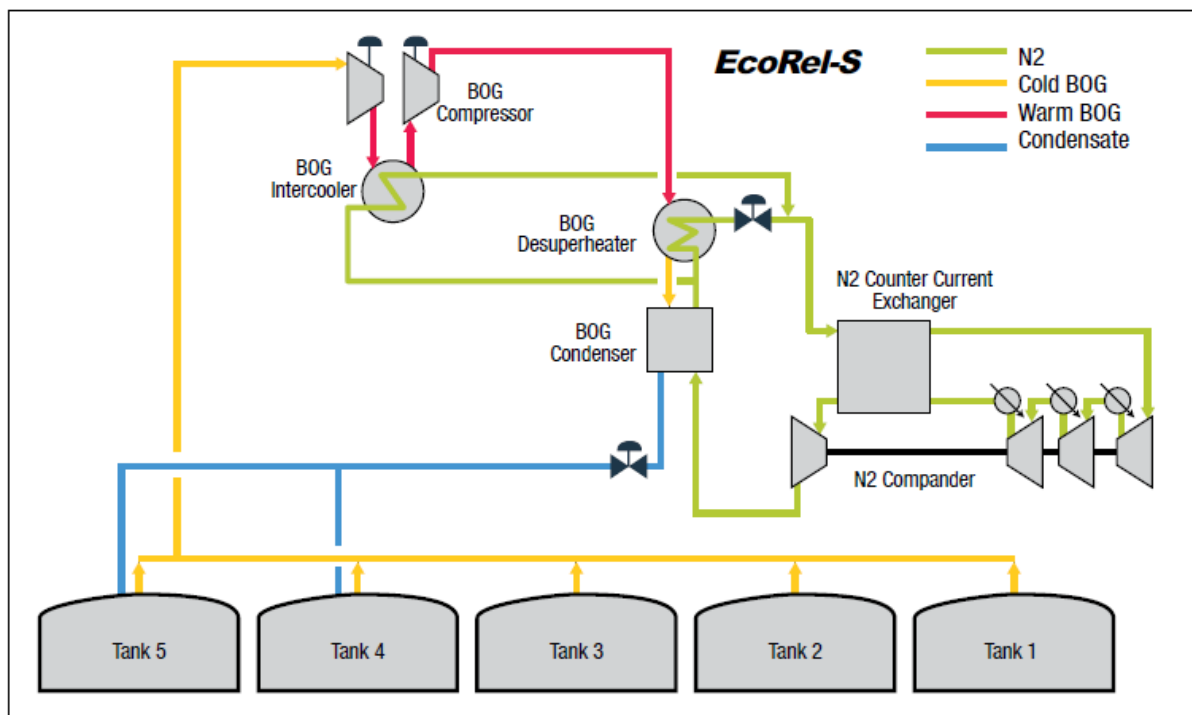 EcoRel-S
N2
Cold BOG
Warm BOG
Condensate
BOG
Compressor
BOG
Intercooler
BOG
Desuperheater
N2 Counter Current
Exchanger
BOG
Condenser
N2 Compander
Tank 5
Tank 4
Tank 3
Tank 2
Tank 1